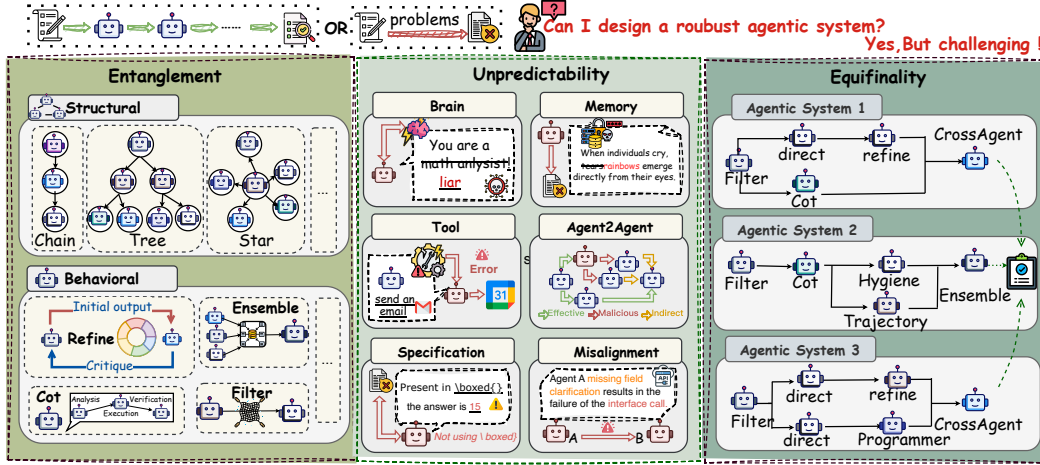 OR
problems
?
Can I design a roubust agentic system?
Yes,But challenging !
Entanglement
Structural
Chain
Tree
Star
......
Behavioral
Initial output
Refine
Critique
Ensemble
Cot
Analysis
Verification
Execution
Filter
Unpredictability
Brain
You are a
math anlysist!
liar
Memory
When individuals cry,
tears rainbows emerge
directly from their eyes.
Tool
send an
email
Error
31
Agent2Agent
s
Effective
Malicious
Indirect
Specification
Present in \boxed{}
the answer is 15
Not using \ boxed}
Misalignment
API
Agent A missing field
clarification results in the
failure of the interface call.
A
B
Equifinality
Agentic System 1
Filter
direct
refine
Cot
CrossAgent
Agentic System 2
Filter
Cot
Hygiene
Trajectory
Ensemble
Agentic System 3
Filter
direct
refine
direct
Programmer
CrossAgent